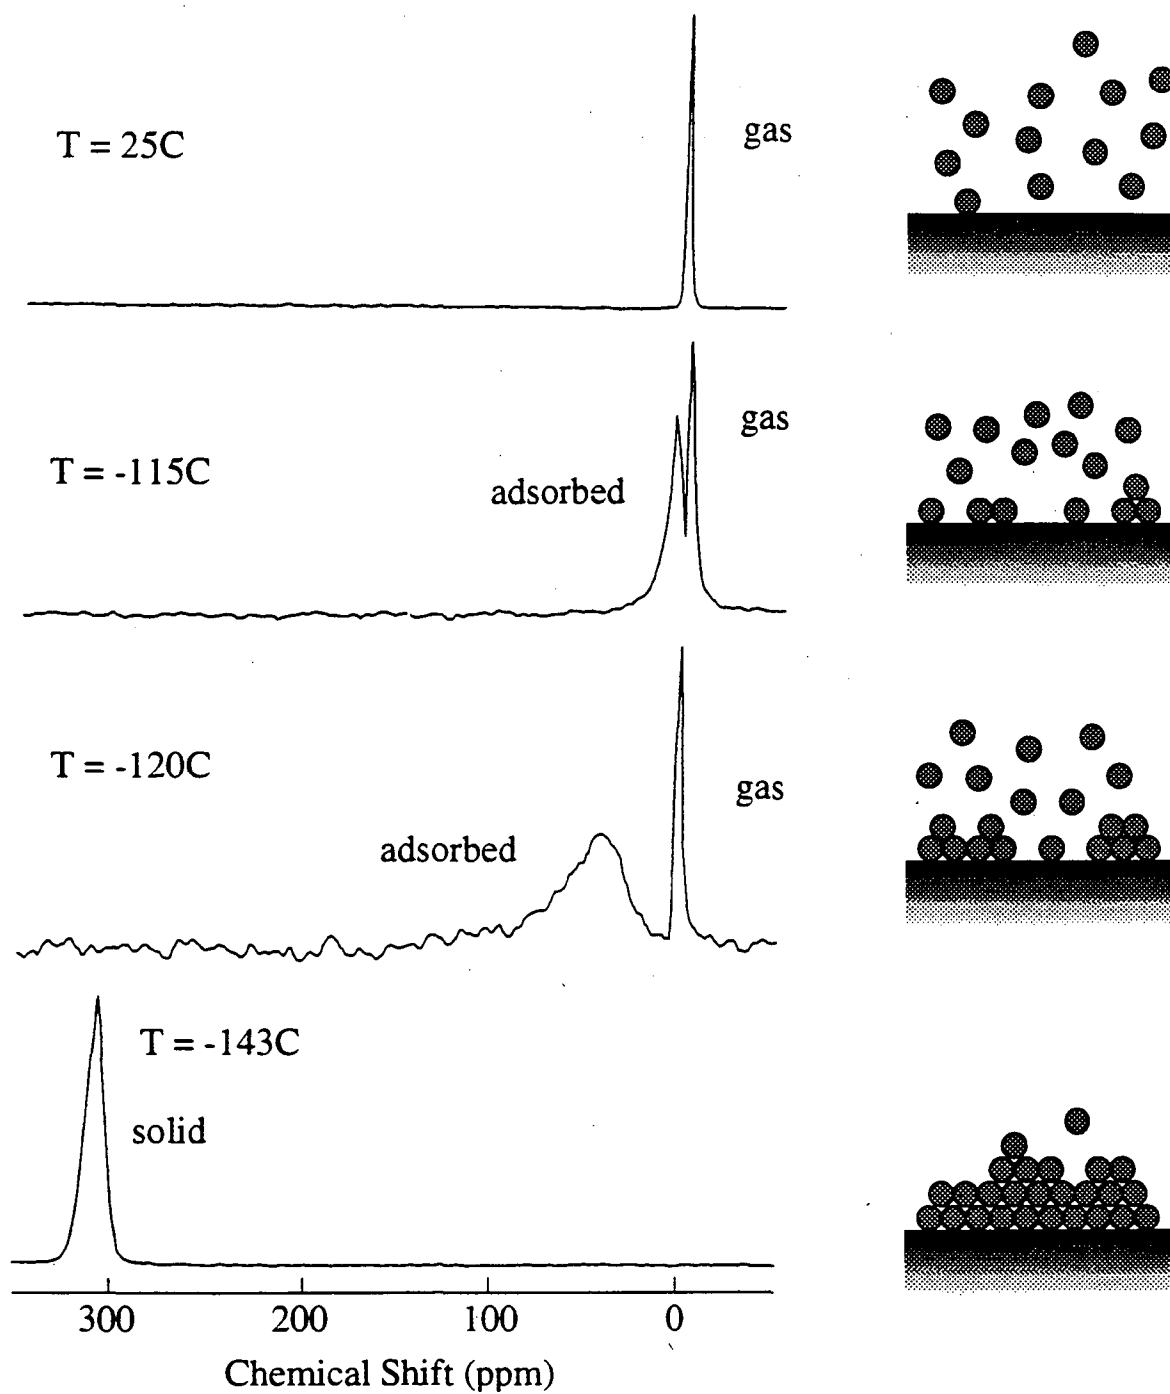 T = 25C
gas
T = -115C
gas
adsorbed
T = -120C
gas
adsorbed
T = -143C
solid
300 200 100 0
Chemical Shift (ppm)